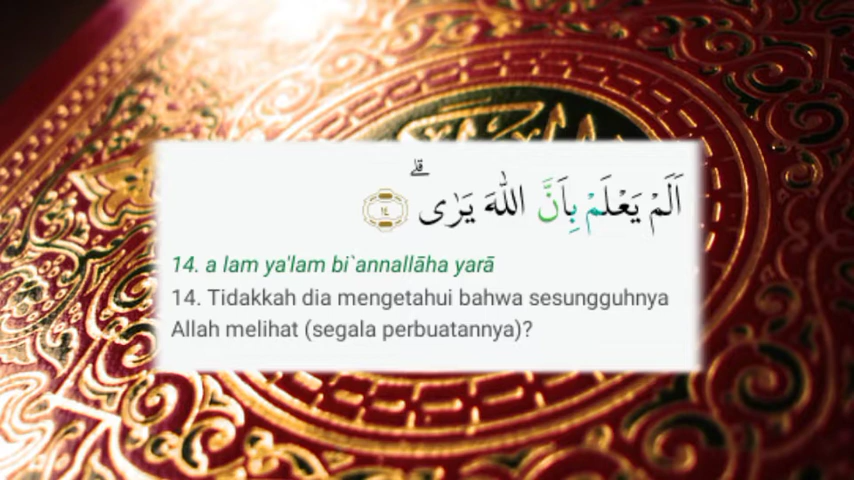 اَلَمْ يَعْلَمْ بِاَنَّ اللّٰهَ يَرٰىۗ ١٤
14. a lam ya'lam bi`annallāha yarā
14. Tidakkah dia mengetahui bahwa sesungguhnya
Allah melihat (segala perbuatannya)?